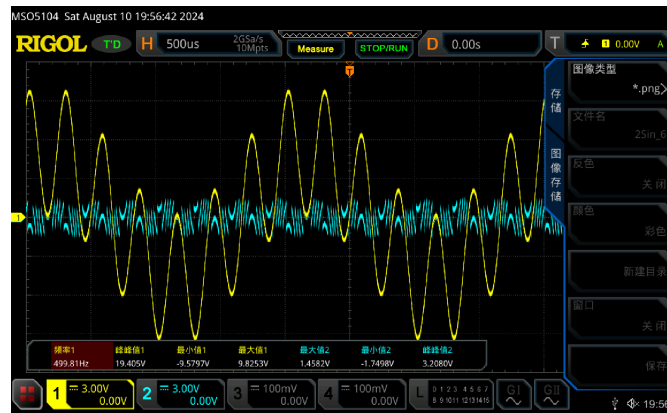 MSO5104 Sat August 10 19:56:42 2024
RIGOL T'D H 500us 2GSa/s 10Mpts Measure STOP/RUN D 0.00s T 1 0.00V A
T
存储
图像存储
图像类型
*.png
文件名
2Sin_6
反色
关闭
颜色
彩色
新建目录
窗口
关闭
保存
1
频率1 峰峰值1 最小值1 最大值1 最大值2 最小值2 峰峰值2
499.81Hz 19.405V -9.5797V 9.8253V 1.4582V -1.7498V 3.2080V
1 3.00V 0.00V 2 3.00V 0.00V 3 100mV 0.00V 4 100mV 0.00V L 0 1 2 3 4 5 6 7 8 9 10 11 12 13 14 15 GI GII
19:56